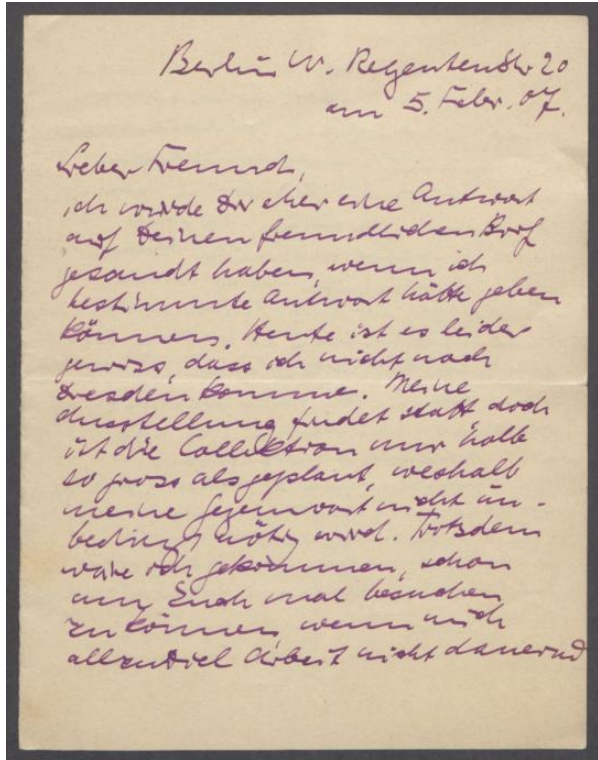 Berlin W. Regentenstr 20
am 5. Febr. 07.
Lieber Freund,
ich würde Dir eher eine Antwort
auf Deinen freundlichen Brief
gesandt haben, wenn ich
bestimmte Antwort hätte geben
können. Heute ist es leider
gewiss, dass ich nicht nach
Dresden komme. Meine
Ausstellung findet statt doch
ist die Collektion nur halb
so gross als geplant, weshalb
meine Gegenwart nicht un-
bedingt nötig wird. Trotzdem
wäre ich gekommen, schon
um Euch mal besuchen
zu können, wenn mich
allzuviel Arbeit nicht dauernd